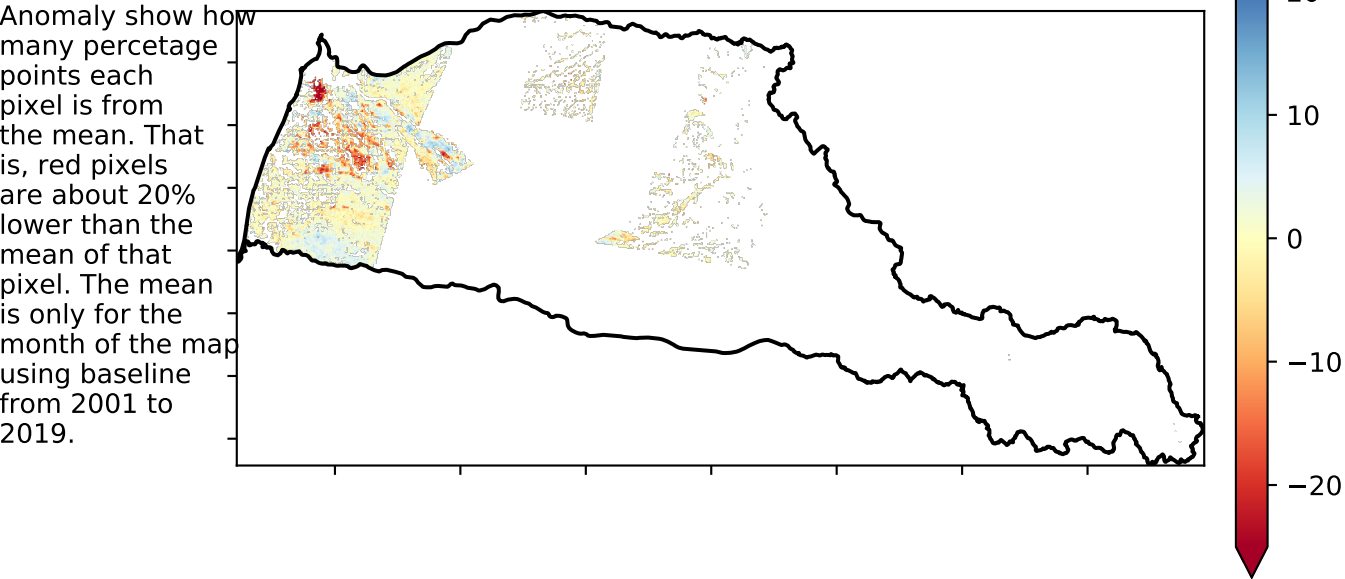 Anomaly show how
many percetage
points each
pixel is from
the mean. That
is, red pixels
are about 20%
lower than the
mean of that
pixel. The mean
is only for the
month of the map
using baseline
from 2001 to
2019.
10
0
−10
−20